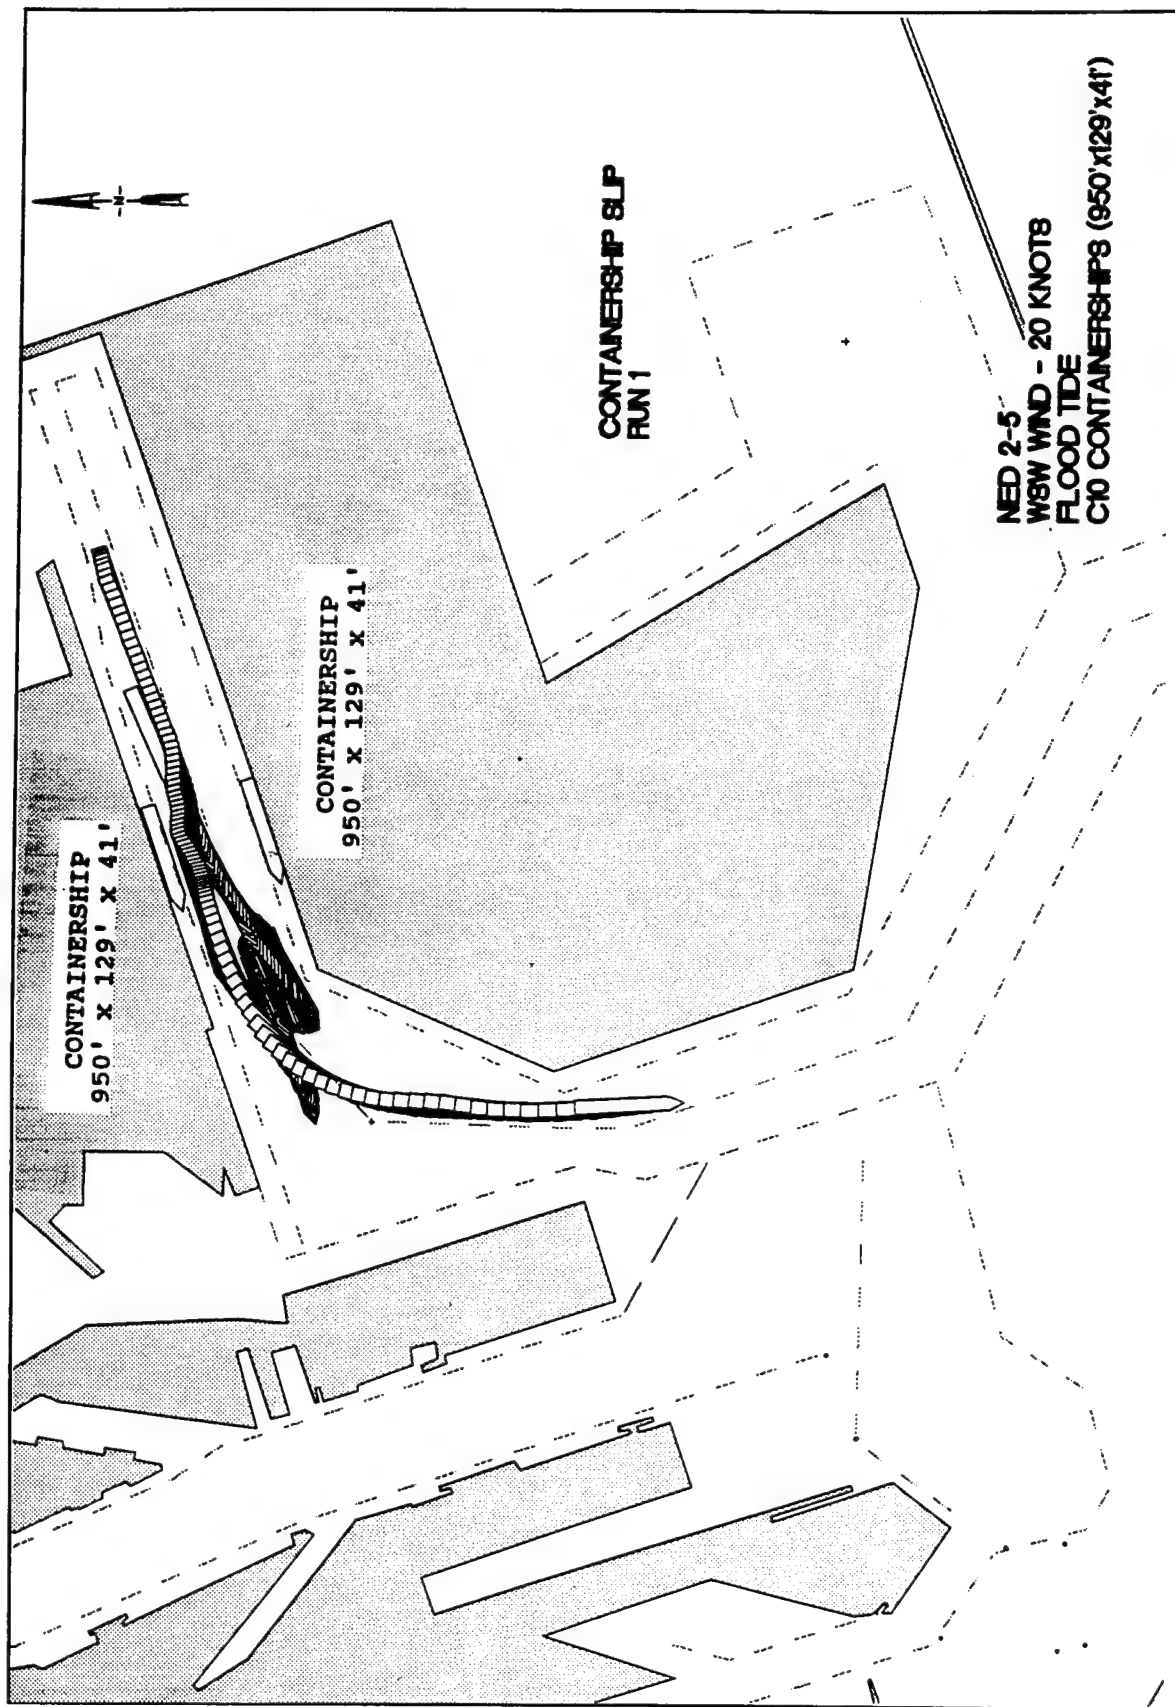 CONTAINERSHIP
950' x 129' x 41'
CONTAINERSHIP
950' x 129' x 41'
-N-
CONTAINERSHIP SLIP
RUN 1
NED 2-5
WSW WIND - 20 KNOTS
FLOOD TIDE
C10 CONTAINERSHIPS (950'x129'x41')